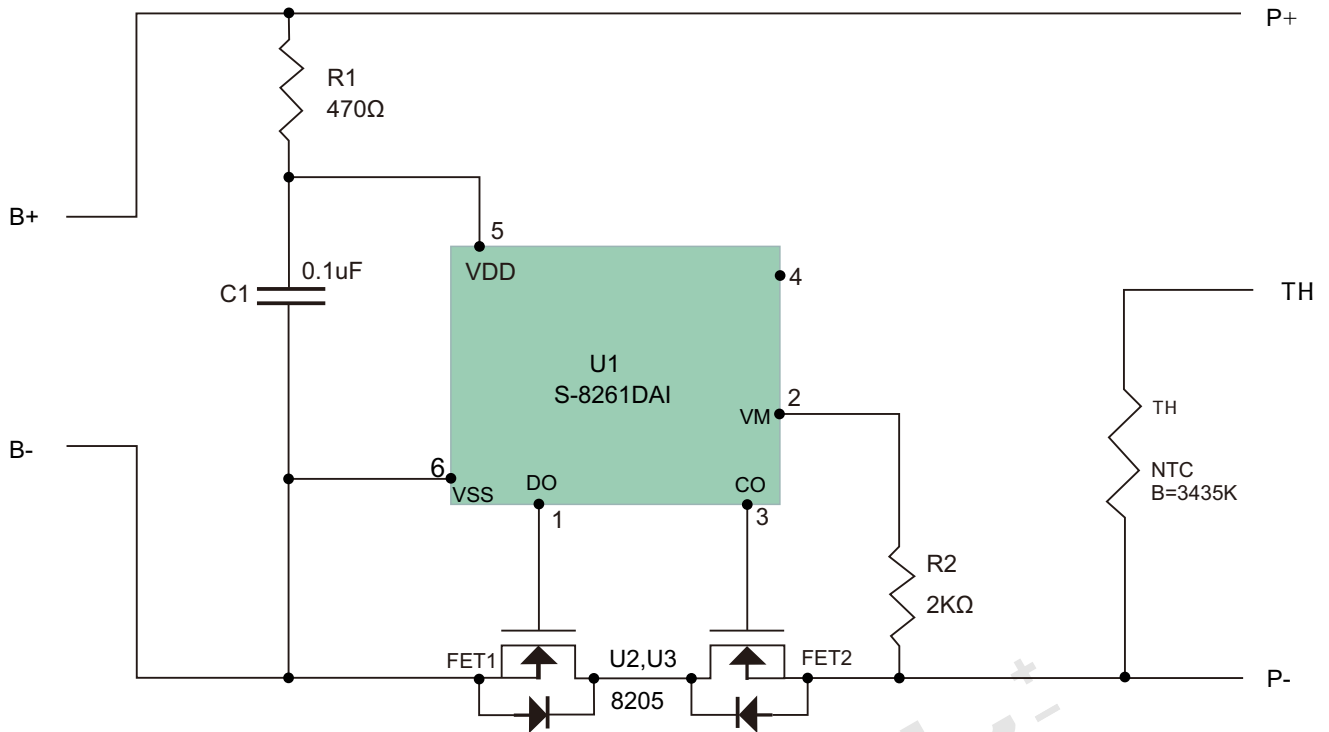 P+
R1
470Ω
B+
5
VDD
4
0.1uF
C1
TH
U1
S-8261DAI
2
VM
TH
B-
6
VSS
DO
CO
NTC
B=3435K
1
3
R2
2KΩ
FET1
U2,U3
FET2
8205
P-